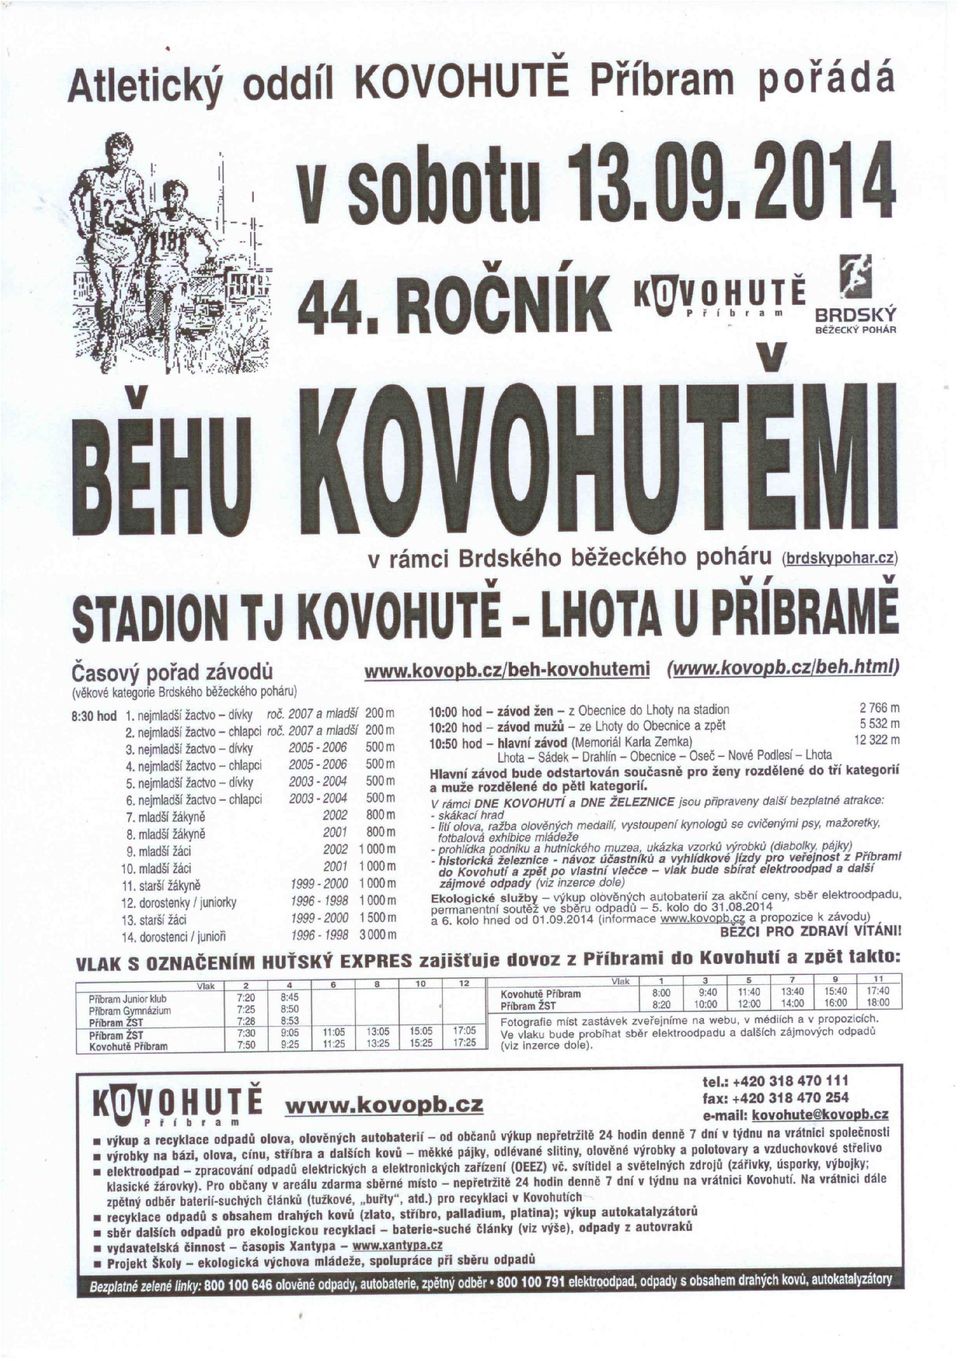 Atletický oddíl KOVOHUTĚ Příbram pořádá
v sobotu 13.09.2014
44. ROČNÍK
KOVOHUTĚ
Příbram
BRDSKÝ
BĚŽECKÝ POHÁR
BĚHU KOVOHUTĚMI
v rámci Brdského běžeckého poháru (brdskypohar.cz)
STADION TJ KOVOHUTĚ - LHOTA U PŘÍBRAMĚ
Časový pořad závodů
(věkové kategorie Brdského běžeckého poháru)
www.kovopb.cz/beh-kovohutemi (www.kovopb.cz/beh.html)
8:30 hod 1. nejmladší žactvo – dívky roč. 2007 a mladší 200 m
2. nejmladší žactvo – chlapci roč. 2007 a mladší 200 m
3. nejmladší žactvo – dívky 2005 - 2006 500 m
4. nejmladší žactvo – chlapci 2005 - 2006 500 m
5. nejmladší žactvo – dívky 2003 - 2004 500 m
6. nejmladší žactvo – chlapci 2003 - 2004 500 m
7. mladší žákyně 2002 800 m
8. mladší žákyně 2001 800 m
9. mladší žáci 2002 1 000 m
10. mladší žáci 2001 1 000 m
11. starší žákyně 1999 - 2000 1 000 m
12. dorostenky / juniorky 1996 - 1998 1 000 m
13. starší žáci 1999 - 2000 1 500 m
14. dorostenci / junioři 1996 - 1998 3 000 m
10:00 hod – závod žen – z Obecnice do Lhoty na stadion 2 766 m
10:20 hod – závod mužů – ze Lhoty do Obecnice a zpět 5 532 m
10:50 hod – hlavní závod (Memoriál Karla Zemka) 12 322 m
Lhota – Sádek – Drahlín – Obecnice – Oseč – Nové Podlesí – Lhota
Hlavní závod bude odstartován současně pro ženy rozdělené do tří kategorií
a muže rozdělené do pěti kategorií.
V rámci DNE KOVOHUTÍ a DNE ŽELEZNICE jsou připraveny další bezplatné atrakce:
- skákací hrad
- lití olova, ražba olověných medailí, vystoupení kynologů se cvičenými psy, mažoretky,
fotbalová exhibice mládeže
- prohlídka podniku a hutnického muzea, ukázka vzorků výrobků (diabolky, pájky)
- historická železnice - návoz účastníků a vyhlídkové jízdy pro veřejnost z Příbrami
do Kovohutí a zpět po vlastní vlečce – vlak bude sbírat elektroodpad a další
zájmové odpady (viz inzerce dole)
Ekologické služby – výkup olověných autobaterií za akční ceny, sběr elektroodpadu,
permanentní soutěž ve sběru odpadů – 5. kolo do 31.08.2014
a 6. kolo hned od 01.09.2014 (informace www.kovopb.cz a propozice k závodu)
BĚŽCI PRO ZDRAVÍ VÍTÁNI!
VLAK S OZNAČENÍM HUŤSKÝ EXPRES zajišťuje dovoz z Příbrami do Kovohutí a zpět takto:
Vlak 2 4 6 8 10 12
Příbram Junior klub 7:20 8:45
Příbram Gymnázium 7:25 8:50
Příbram ŽST 7:28 8:53
Příbram ŽST 7:30 9:05 11:05 13:05 15:05 17:05
Kovohutě Příbram 7:50 9:25 11:25 13:25 15:25 17:25
Vlak 1 3 5 7 9 11
Kovohutě Příbram 8:00 9:40 11:40 13:40 15:40 17:40
Příbram ŽST 8:20 10:00 12:00 14:00 16:00 18:00
Fotografie míst zastávek zveřejníme na webu, v médiích a v propozicích.
Ve vlaku bude probíhat sběr elektroodpadu a dalších zájmových odpadů
(viz inzerce dole).
KOVOHUTĚ
Příbram
www.kovopb.cz
tel.: +420 318 470 111
fax: +420 318 470 254
e-mail: kovohute@kovopb.cz
■ výkup a recyklace odpadů olova, olověných autobaterií – od občanů výkup nepřetržitě 24 hodin denně 7 dní v týdnu na vrátnici společnosti
■ výrobky na bázi, olova, cínu, stříbra a dalších kovů – měkké pájky, odlévané slitiny, olověné výrobky a polotovary a vzduchovkové střelivo
■ elektroodpad – zpracování odpadů elektrických a elektronických zařízení (OEEZ) vč. svítidel a světelných zdrojů (zářivky, úsporky, výbojky;
klasické žárovky). Pro občany v areálu zdarma sběrné místo – nepřetržitě 24 hodin denně 7 dní v týdnu na vrátnici Kovohutí. Na vrátnici dále
zpětný odběr baterií-suchých článků (tužkové, „buřty", atd.) pro recyklaci v Kovohutích
■ recyklace odpadů s obsahem drahých kovů (zlato, stříbro, palladium, platina); výkup autokatalyzátorů
■ sběr dalších odpadů pro ekologickou recyklaci – baterie-suché články (viz výše), odpady z autovraků
■ vydavatelská činnost – časopis Xantypa – www.xantypa.cz
■ Projekt Školy – ekologická výchova mládeže, spolupráce při sběru odpadů
Bezplatné zelené linky: 800 100 646 olověné odpady, autobaterie, zpětný odběr • 800 100 791 elektroodpad, odpady s obsahem drahých kovů, autokatalyzátory